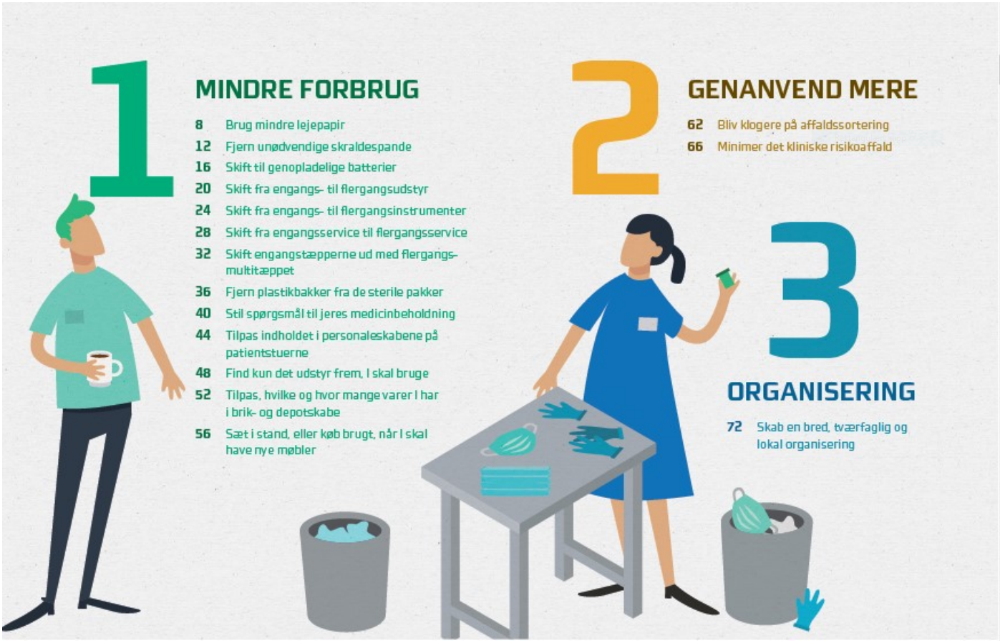 1
MINDRE FORBRUG
8 Brug mindre lejepapir
12 Fjern unødvendige skraldespande
16 Skift til genopladelige batterier
20 Skift fra engangs- til flergangsudstyr
24 Skift fra engangs- til flergangsinstrumenter
28 Skift fra engangsservice til flergangsservice
32 Skift engangstæpperne ud med flergangs-
multitæppet
36 Fjern plastikbakker fra de sterile pakker
40 Stil spørgsmål til jeres medicinbeholdning
44 Tilpas indholdet i personaleskabene på
patientstuerne
48 Find kun det udstyr frem, I skal bruge
52 Tilpas, hvilke og hvor mange varer I har
i brik- og depotskabe
56 Sæt i stand, eller køb brugt, når I skal
have nye møbler
2
GENANVEND MERE
62 Bliv klogere på affaldssortering
66 Minimer det kliniske risikoaffald
3
ORGANISERING
72 Skab en bred, tværfaglig og
lokal organisering